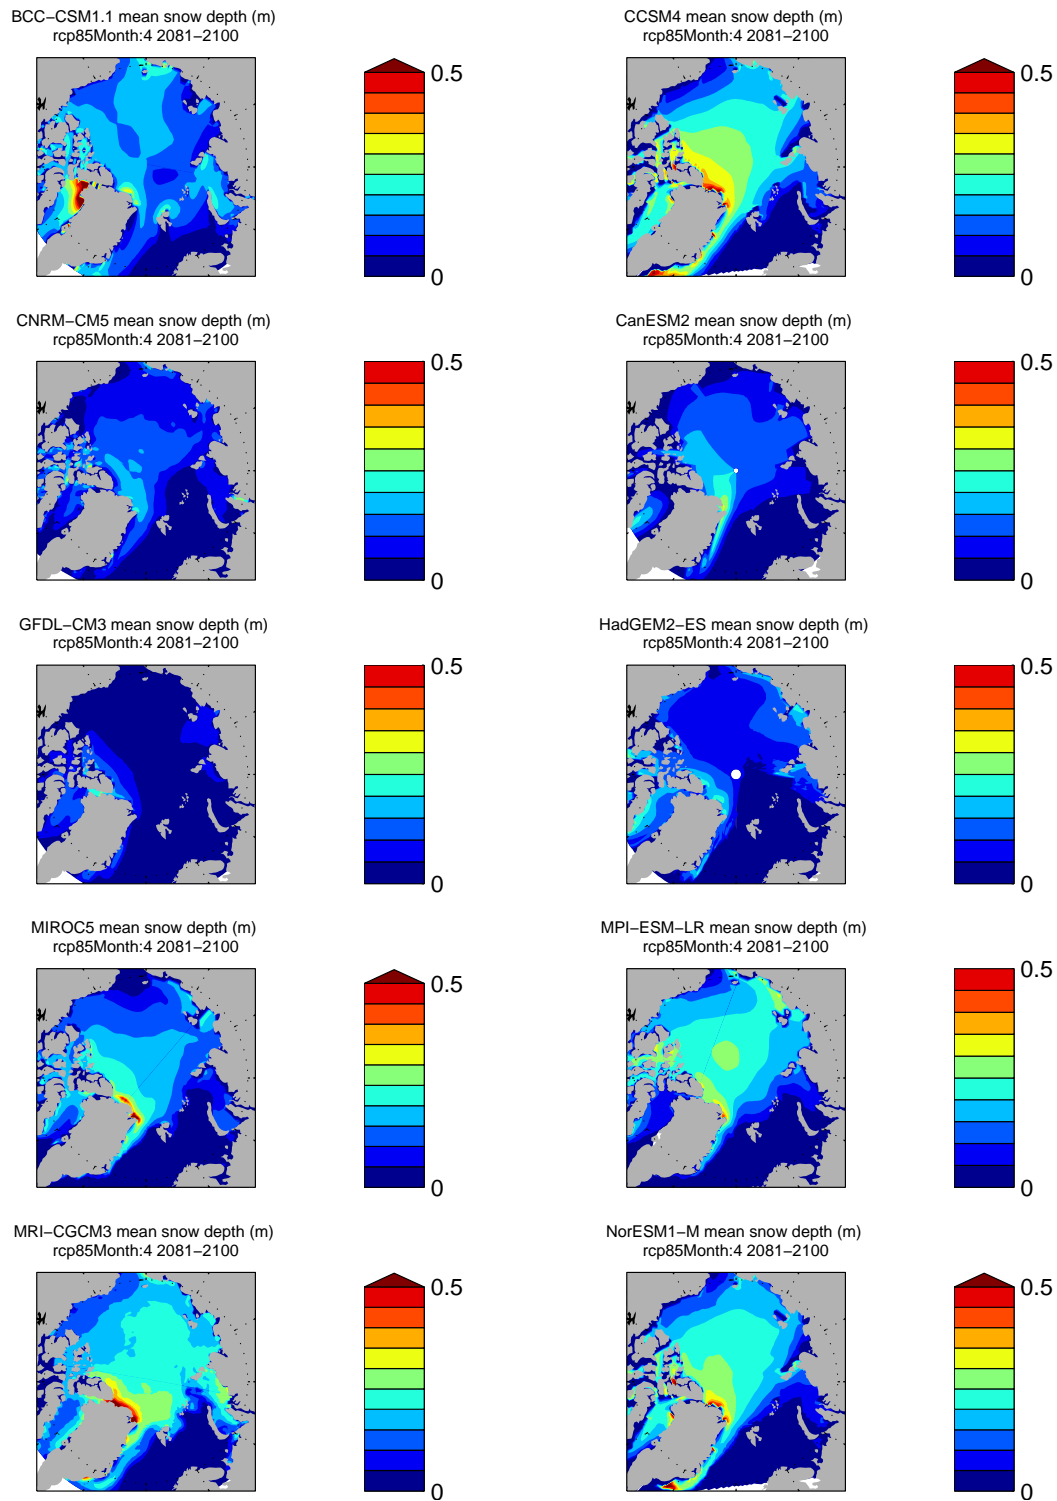 BCC−CSM1.1 mean snow depth (m)
rcp85Month:4 2081−2100
0.5
0
CCSM4 mean snow depth (m)
rcp85Month:4 2081−2100
0.5
0
CNRM−CM5 mean snow depth (m)
rcp85Month:4 2081−2100
0.5
0
CanESM2 mean snow depth (m)
rcp85Month:4 2081−2100
0.5
0
GFDL−CM3 mean snow depth (m)
rcp85Month:4 2081−2100
0.5
0
HadGEM2−ES mean snow depth (m)
rcp85Month:4 2081−2100
0.5
0
MIROC5 mean snow depth (m)
rcp85Month:4 2081−2100
0.5
0
MPI−ESM−LR mean snow depth (m)
rcp85Month:4 2081−2100
0.5
0
MRI−CGCM3 mean snow depth (m)
rcp85Month:4 2081−2100
0.5
0
NorESM1−M mean snow depth (m)
rcp85Month:4 2081−2100
0.5
0